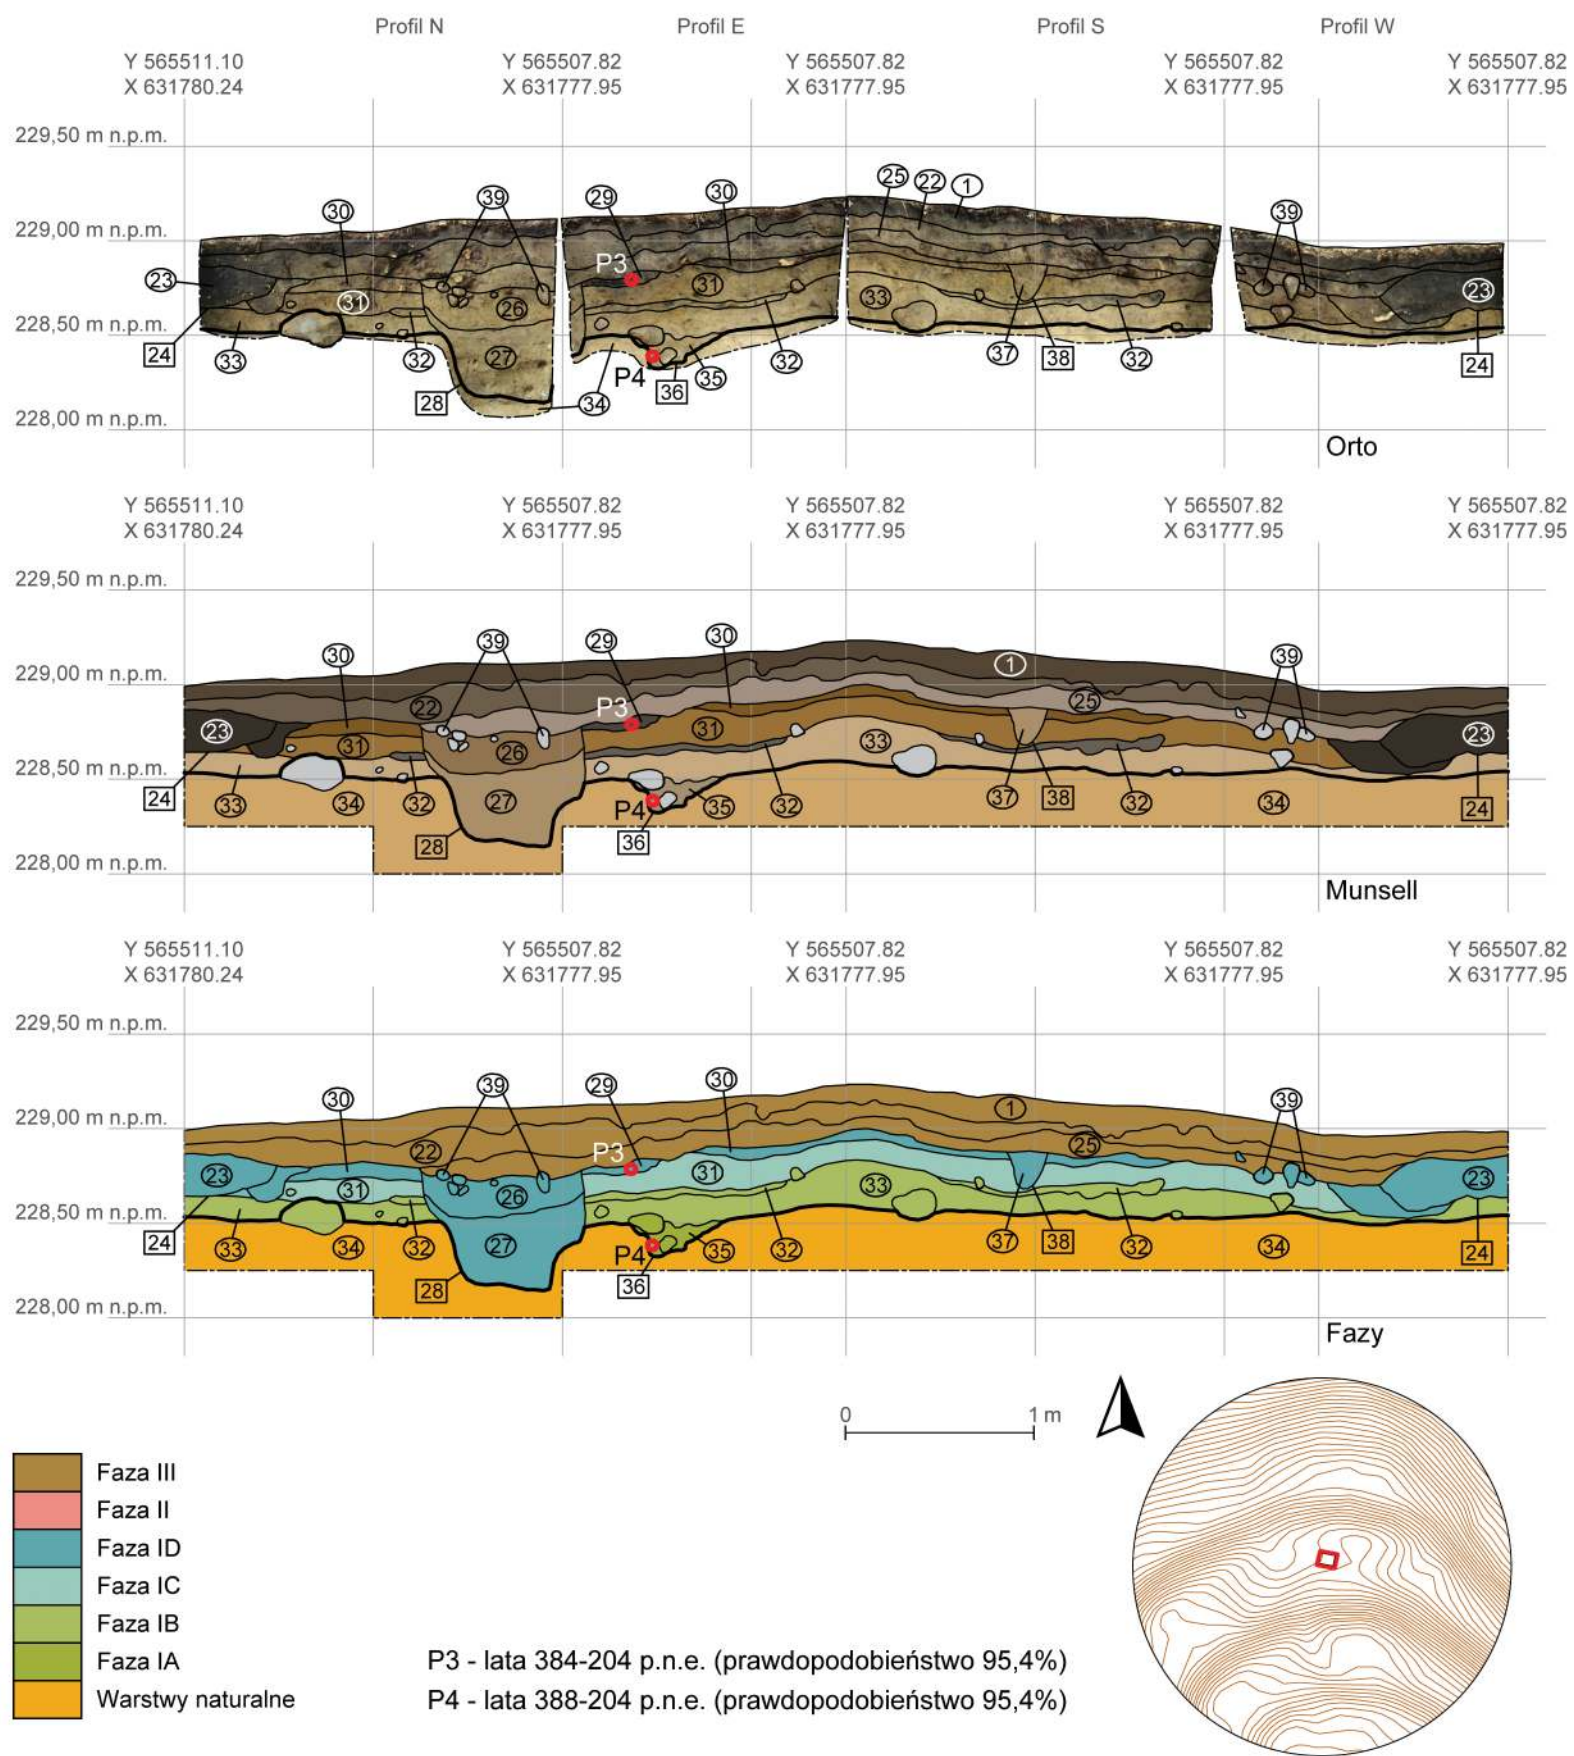 Profil N Profil E Profil S Profil W
Y 565511.10 Y 565507.82 Y 565507.82 Y 565507.82 Y 565507.82
X 631780.24 X 631777.95 X 631777.95 X 631777.95 X 631777.95
229,50 m n.p.m.
25 22 1
30 39 29 30 39
229,00 m n.p.m.
P3
23 31 26 31 33 23
228,50 m n.p.m.
24 33 32 27 P4 36 35 32 37 38 32 24
28 34
228,00 m n.p.m.
Orto
Y 565511.10 Y 565507.82 Y 565507.82 Y 565507.82 Y 565507.82
X 631780.24 X 631777.95 X 631777.95 X 631777.95 X 631777.95
229,50 m n.p.m.
30 39 29 30 1 39
229,00 m n.p.m.
22 P3 25
23 31 26 31 33 23
228,50 m n.p.m.
24 33 34 32 27 P4 35 32 37 38 32 34 24
28 36
228,00 m n.p.m.
Munsell
Y 565511.10 Y 565507.82 Y 565507.82 Y 565507.82 Y 565507.82
X 631780.24 X 631777.95 X 631777.95 X 631777.95 X 631777.95
229,50 m n.p.m.
30 39 29 30 1 39
229,00 m n.p.m.
22 P3 25
23 31 26 31 33 23
228,50 m n.p.m.
24 33 34 32 27 P4 35 32 37 38 32 34 24
28 36
228,00 m n.p.m.
Fazy
0 1 m
Faza III
Faza II
Faza ID
Faza IC
Faza IB
Faza IA
Warstwy naturalne
P3 - lata 384-204 p.n.e. (prawdopodobieństwo 95,4%)
P4 - lata 388-204 p.n.e. (prawdopodobieństwo 95,4%)